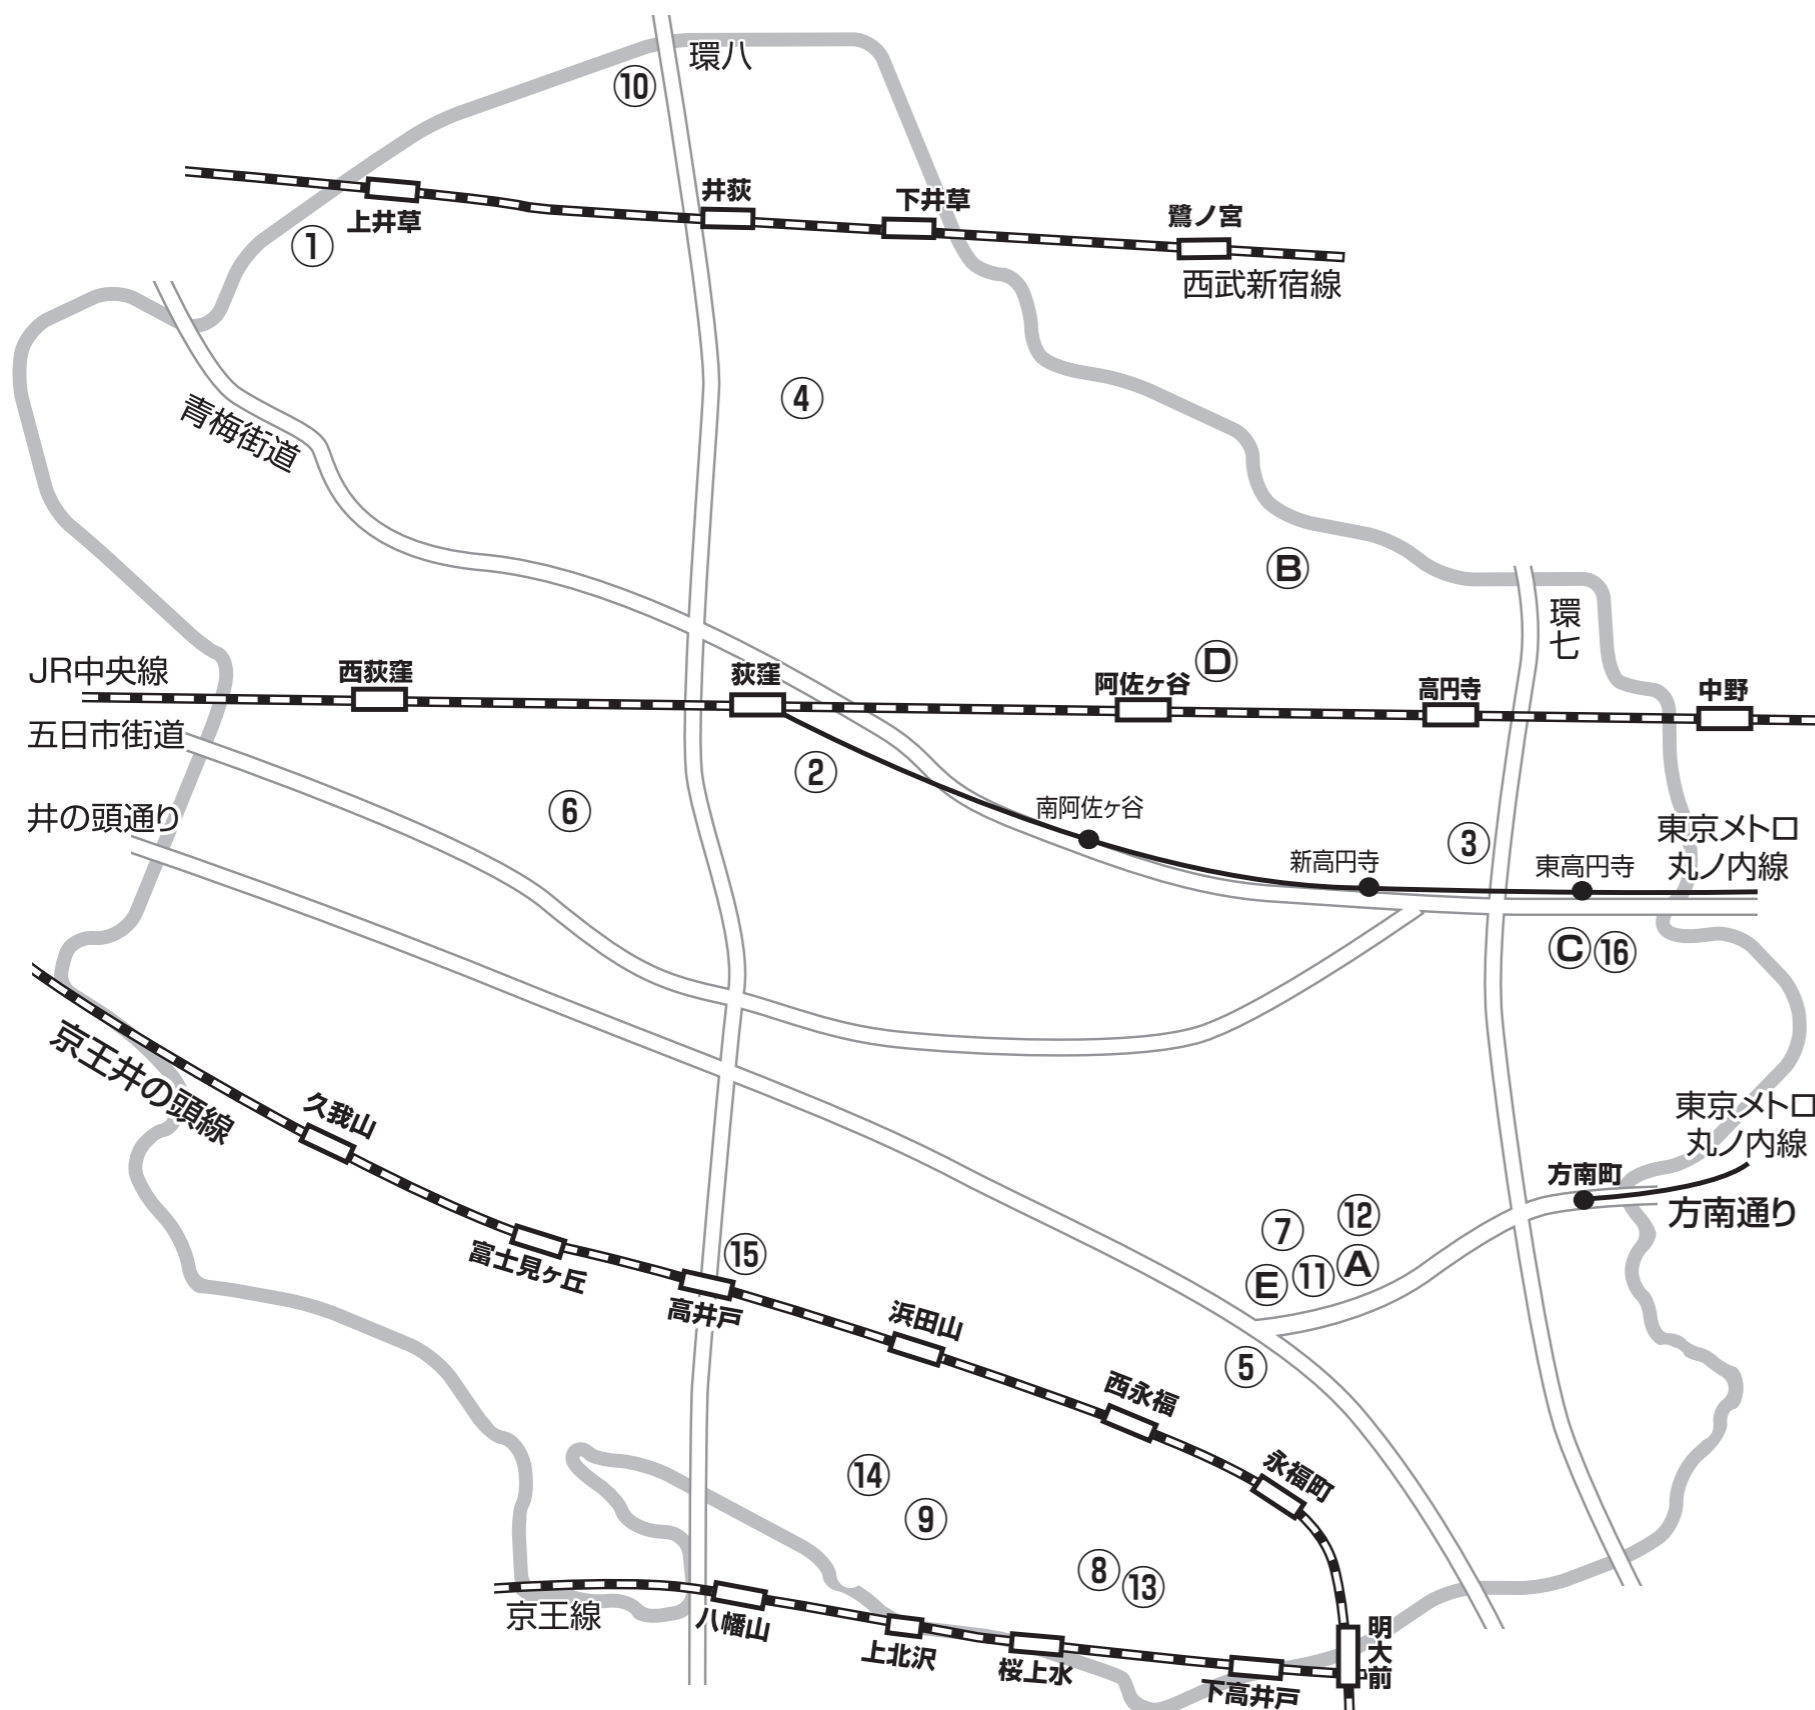 環八
⑩
井荻
下井草
鷺ノ宮
上井草
①
西武新宿線
④
青梅街道
Ⓑ
環七
Ⓓ
JR中央線
西荻窪
荻窪
阿佐ヶ谷
高円寺
中野
五日市街道
②
⑥
井の頭通り
南阿佐ヶ谷
③
新高円寺
東高円寺
東京メトロ
丸ノ内線
Ⓒ⑯
京王井の頭線
久我山
東京メトロ
丸ノ内線
方南町
方南通り
⑫
⑦
富士見ヶ丘
⑮
Ⓔ⑪Ⓐ
高井戸
浜田山
⑤
西永福
永福町
⑭
⑨
⑧⑬
京王線
八幡山
上北沢
桜上水
下高井戸
明大前